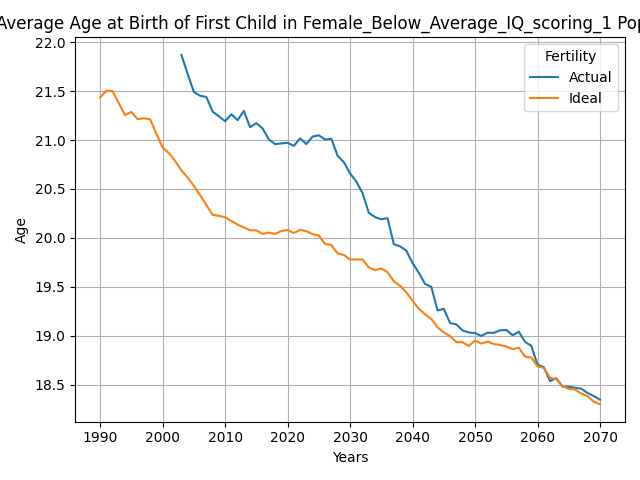 Average Age at Birth of First Child in Female_Below_Average_IQ_scoring_1 Pop
22.0
21.5
21.0
20.5
20.0
19.5
19.0
18.5
Age
Fertility
Actual
Ideal
1990 2000 2010 2020 2030 2040 2050 2060 2070
Years